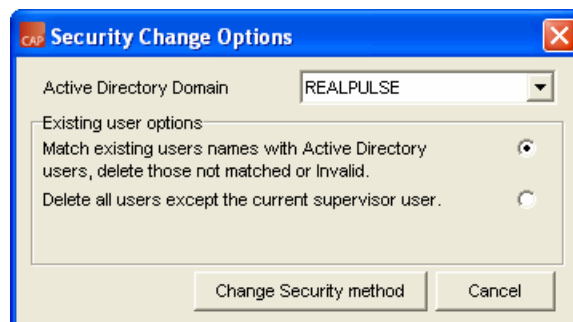 CAP Security Change Options
Active Directory Domain REALPULSE
Existing user options
Match existing users names with Active Directory
users, delete those not matched or Invalid.
Delete all users except the current supervisor user.
Change Security method Cancel